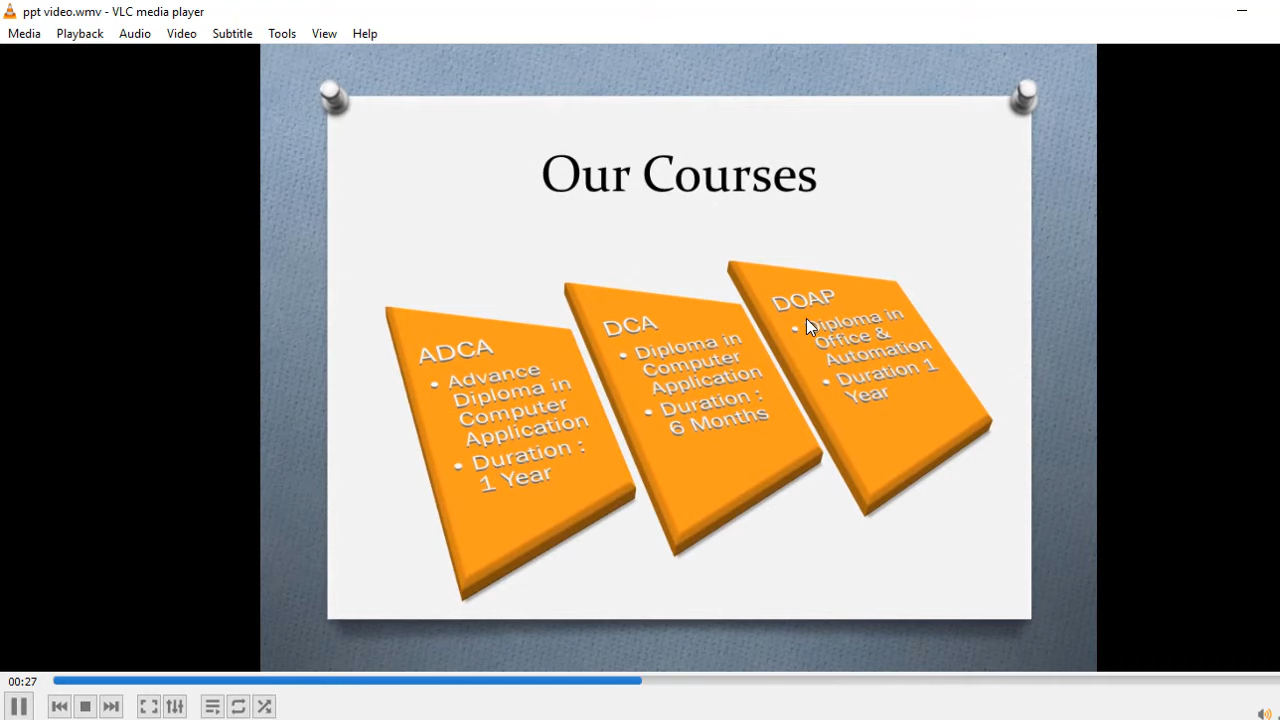 ppt video.wmv - VLC media player
Media Playback Audio Video Subtitle Tools View Help
Our Courses
ADCA
• Advance
Diploma in
Computer
Application
• Duration :
1 Year
DCA
• Diploma in
Computer
Application
• Duration :
6 Months
DOAP
• Diploma in
Office &
Automation
• Duration 1
Year
00:27